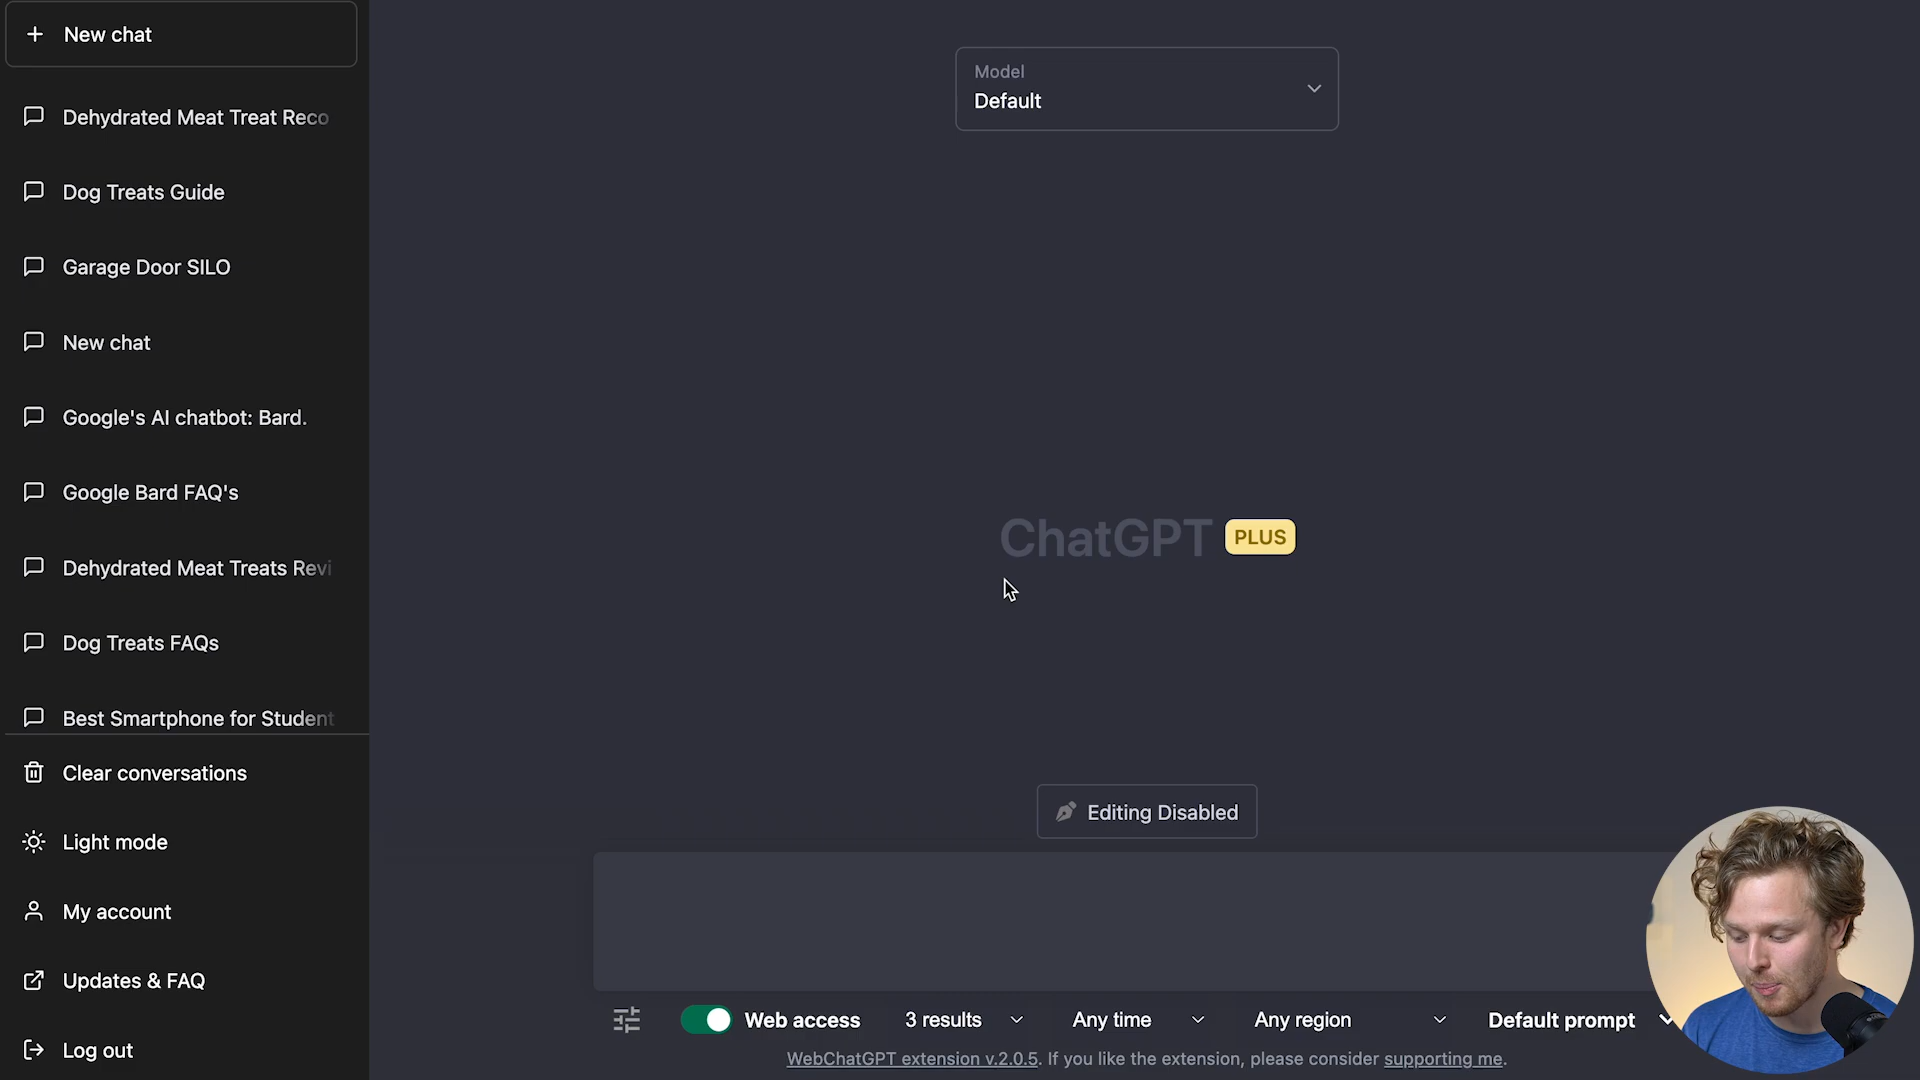 New chat
Dehydrated Meat Treat Reco
Dog Treats Guide
Garage Door SILO
New chat
Google's AI chatbot: Bard.
Google Bard FAQ's
Dehydrated Meat Treats Revi
Dog Treats FAQs
Best Smartphone for Student
Clear conversations
Light mode
My account
Updates & FAQ
Log out
Model
Default
ChatGPT PLUS
Editing Disabled
Web access 3 results Any time Any region Default prompt
WebChatGPT extension v.2.0.5. If you like the extension, please consider supporting me.